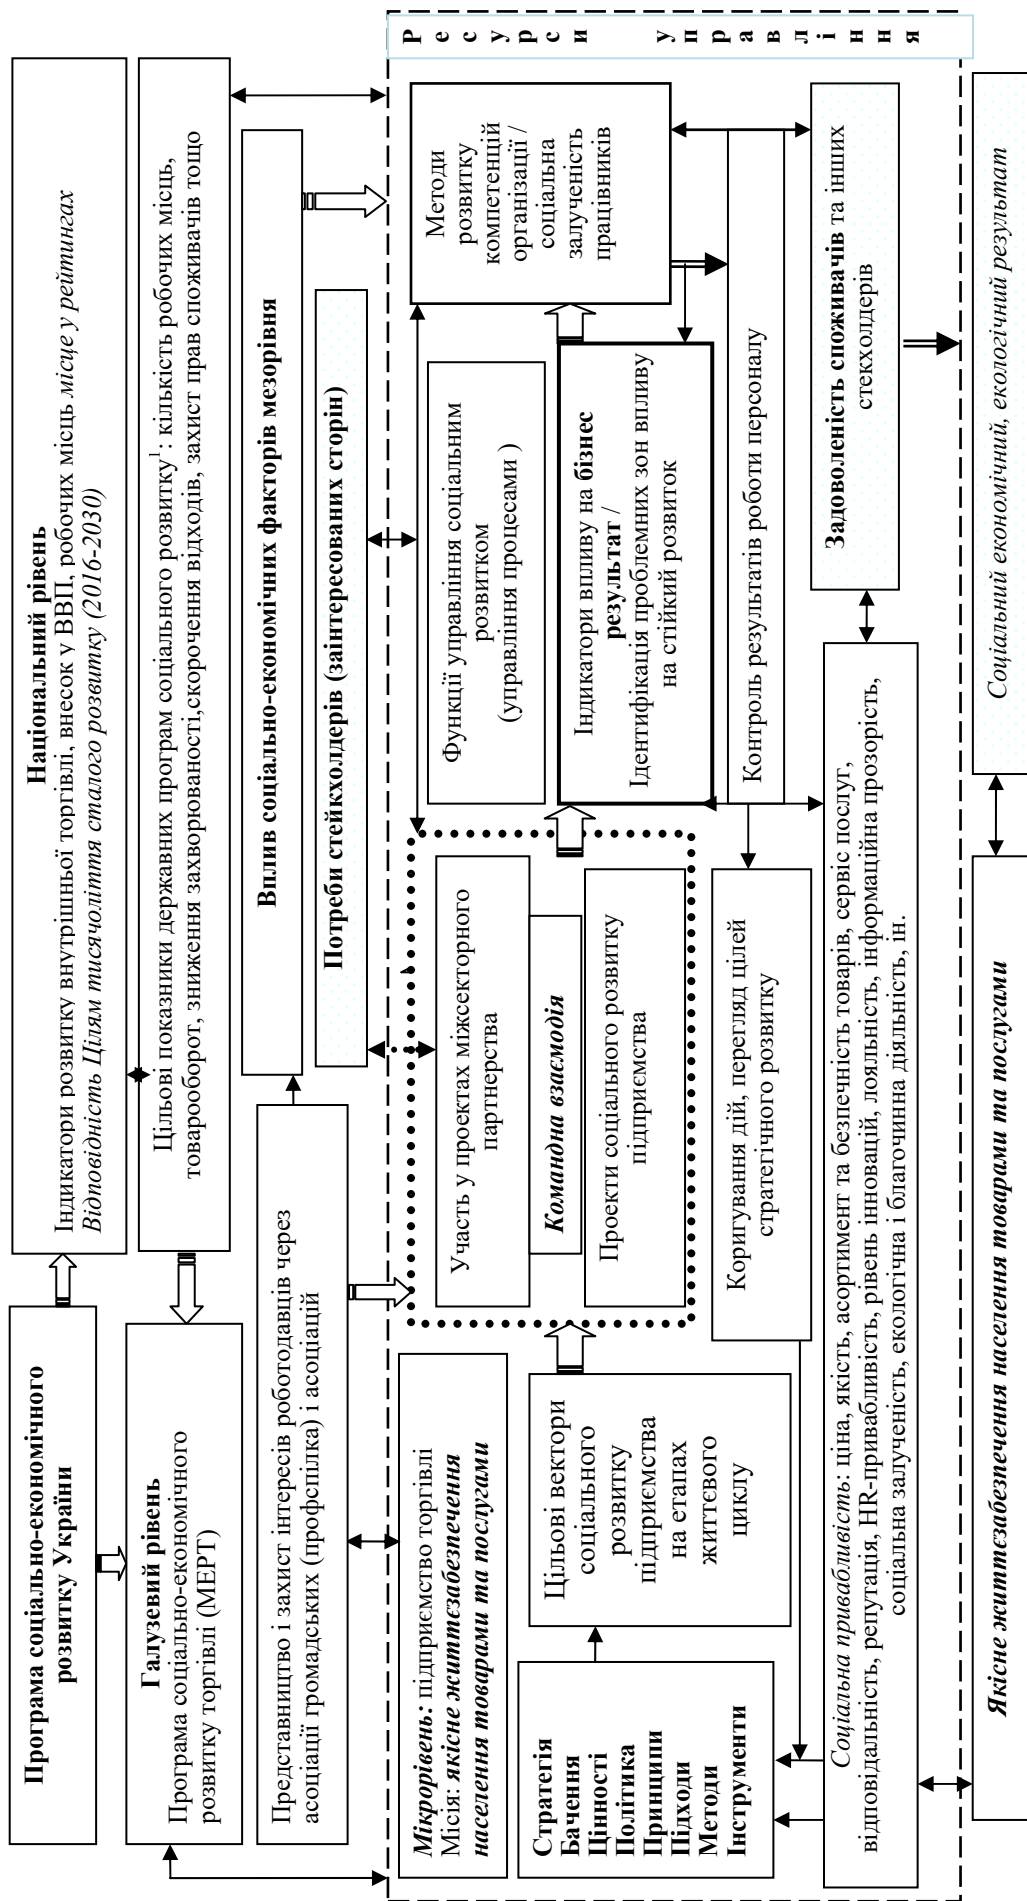 Програма соціально-економічного
розвитку України
Національний рівень
Індикатори розвитку внутрішньої торгівлі, внесок у ВВП, робочих місць місце у рейтингах
Відповідність Цілям тисячоліття сталого розвитку (2016-2030)
Галузевий рівень
Програма соціально-економічного
розвитку торгівлі (МЕРТ)
Цільові показники державних програм соціального розвитку¹: кількість робочих місць,
товарооборот, зниження захворюваності,скорочення відходів, захист прав споживачів тощо
Представництво і захист інтересів роботодавців через
асоціації громадських (профспілка) і асоціацій
Вплив соціально-економічних факторів мезорівня
Потреби стейкхолдерів (заінтересованих сторін)
Мікрорівень: підприємство торгівлі
Місія: якісне життєзабезпечення
населення товарами та послугами
Участь у проектах міжсекторного
партнерства
Командна взаємодія
Проекти соціального розвитку
підприємства
Функції управління соціальним
розвитком
(управління процесами )
Методи
розвитку
компетенцій
організації /
соціальна
залученість
працівників
Ресурси управління
Стратегія
Бачення
Цінності
Політика
Принципи
Підходи
Методи
Інструменти
Цільові вектори
соціального
розвитку
підприємства
на етапах
життєвого
циклу
Індикатори впливу на бізнес
результат /
Ідентифікація проблемних зон впливу
на стійкий розвиток
Коригування дій, перегляд цілей
стратегічного розвитку
Контроль результатів роботи персоналу
Соціальна привабливість: ціна, якість, асортимент та безпечність товарів, сервіс послуг,
відповідальність, репутація, HR-привабливість, рівень інновацій, лояльність, інформаційна прозорість,
соціальна залученість, екологічна і благочинна діяльність, ін.
Задоволеність споживачів та інших
стекхолдерів
Якісне життєзабезпечення населення товарами та послугами
Соціальний економічний, екологічний результат